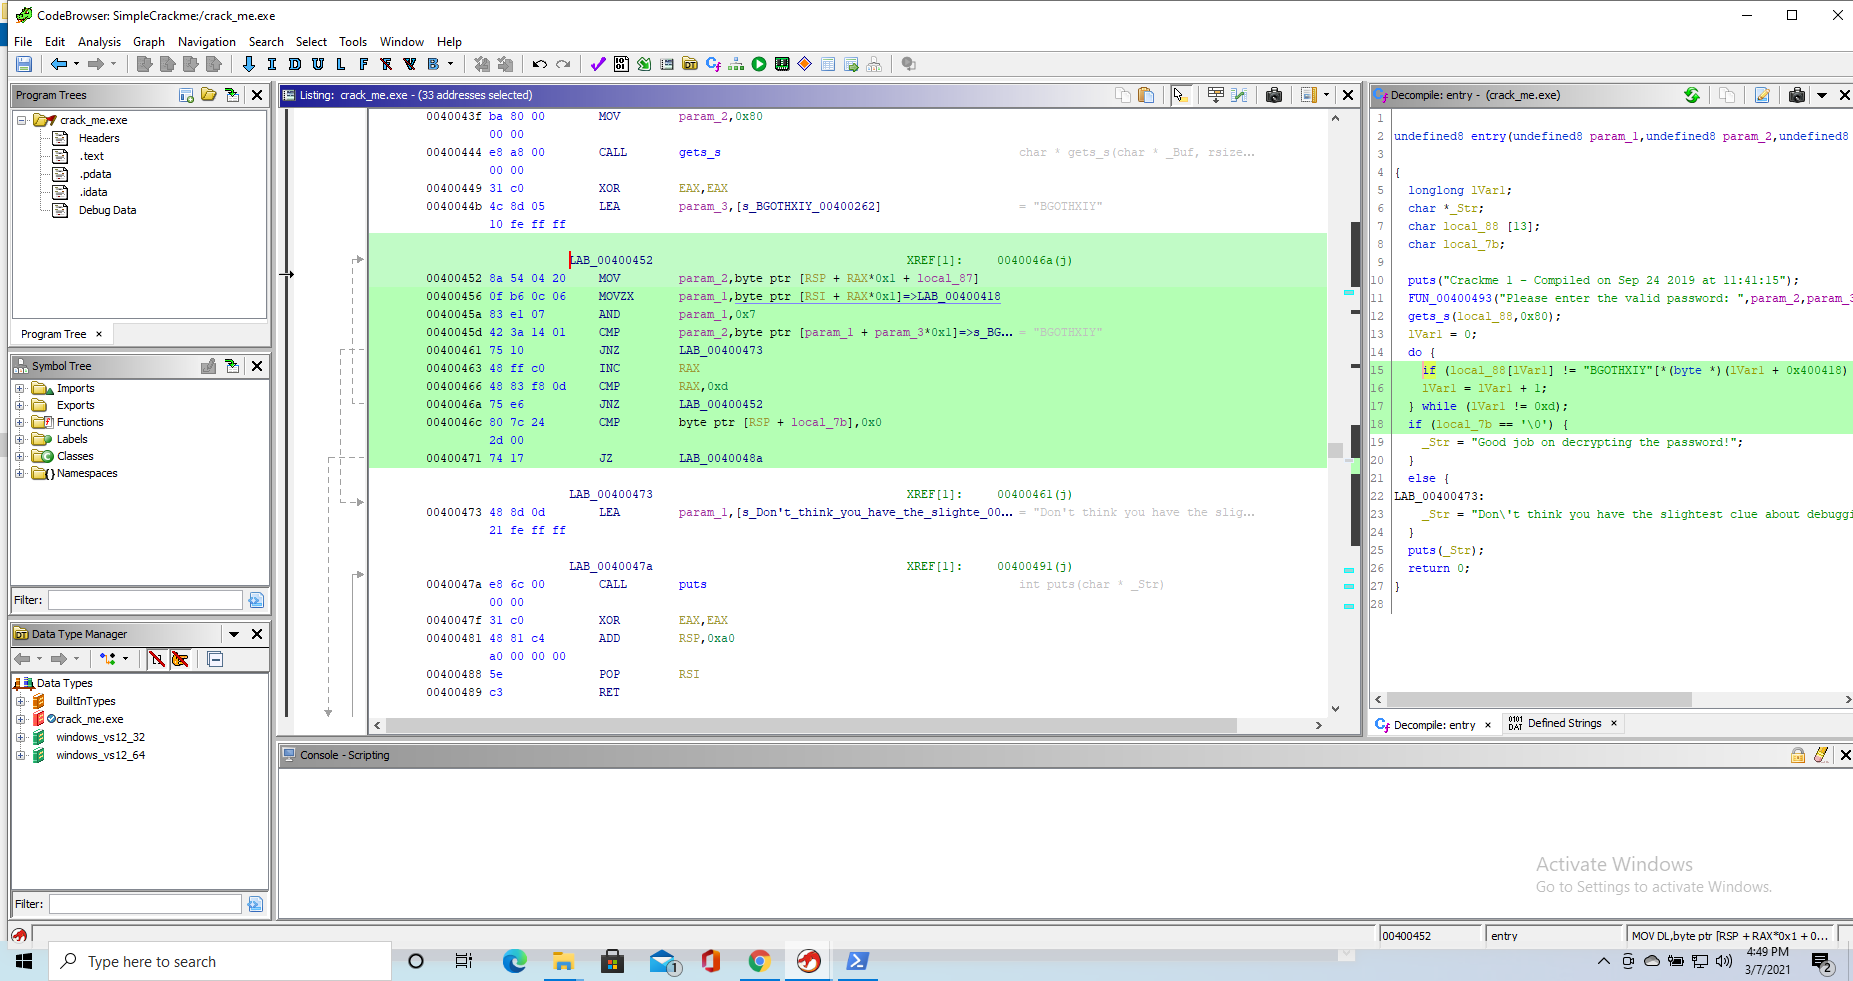 CodeBrowser: SimpleCrackme:/crack_me.exe
File Edit Analysis Graph Navigation Search Select Tools Window Help
Program Trees
crack_me.exe
Headers
.text
.pdata
.idata
Debug Data
Program Tree ×
Symbol Tree
Imports
Exports
Functions
Labels
Classes
Namespaces
Filter:
Data Type Manager
Data Types
BuiltInTypes
crack_me.exe
windows_vs12_32
windows_vs12_64
Filter:
Listing: crack_me.exe - (33 addresses selected)
0040043f ba 80 00 MOV param_2,0x80
00 00
00400444 e8 a8 00 CALL gets_s char * gets_s(char * _Buf, rsize...
00 00
00400449 31 c0 XOR EAX,EAX
0040044b 4c 8d 05 LEA param_3,[s_BGOTHXIY_00400262] = "BGOTHXIY"
10 fe ff ff
LAB_00400452 XREF[1]: 0040046a(j)
00400452 8a 54 04 20 MOV param_2,byte ptr [RSP + RAX*0x1 + local_87]
00400456 0f b6 0c 06 MOVZX param_1,byte ptr [RSI + RAX*0x1]=>LAB_00400418
0040045a 83 e1 07 AND param_1,0x7
0040045d 42 3a 14 01 CMP param_2,byte ptr [param_1 + param_3*0x1]=>s_BG... = "BGOTHXIY"
00400461 75 10 JNZ LAB_00400473
00400463 48 ff c0 INC RAX
00400466 48 83 f8 0d CMP RAX,0xd
0040046a 75 e6 JNZ LAB_00400452
0040046c 80 7c 24 CMP byte ptr [RSP + local_7b],0x0
2d 00
00400471 74 17 JZ LAB_0040048a
LAB_00400473 XREF[1]: 00400461(j)
00400473 48 8d 0d LEA param_1,[s_Don't_think_you_have_the_slighte_00... = "Don't think you have the slig...
21 fe ff ff
LAB_0040047a XREF[1]: 00400491(j)
0040047a e8 6c 00 CALL puts int puts(char * _Str)
00 00
0040047f 31 c0 XOR EAX,EAX
00400481 48 81 c4 ADD RSP,0xa0
a0 00 00 00
00400488 5e POP RSI
00400489 c3 RET
Decompile: entry - (crack_me.exe)
1
2 undefined8 entry(undefined8 param_1,undefined8 param_2,undefined8
3
4 {
5 longlong lVar1;
6 char *_Str;
7 char local_88 [13];
8 char local_7b;
9
10 puts("Crackme 1 - Compiled on Sep 24 2019 at 11:41:15");
11 FUN_00400493("Please enter the valid password: ",param_2,param_3
12 gets_s(local_88,0x80);
13 lVar1 = 0;
14 do {
15 if (local_88[lVar1] != "BGOTHXIY"[*(byte *)(lVar1 + 0x400418)
16 lVar1 = lVar1 + 1;
17 } while (lVar1 != 0xd);
18 if (local_7b == '\0') {
19 _Str = "Good job on decrypting the password!";
20 }
21 else {
22 LAB_00400473:
23 _Str = "Don\'t think you have the slightest clue about debuggi
24 }
25 puts(_Str);
26 return 0;
27 }
28
Decompile: entry × Defined Strings ×
Console - Scripting
Activate Windows
Go to Settings to activate Windows.
00400452 entry MOV DL,byte ptr [RSP + RAX*0x1 + 0...
Type here to search
1
4:49 PM
3/7/2021
2